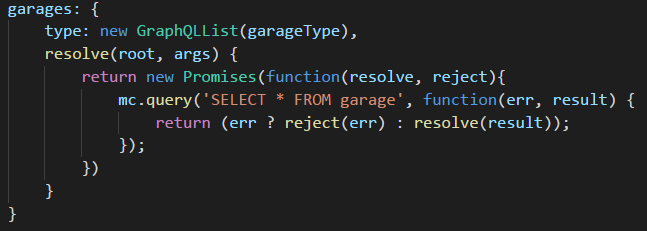 garages: {
    type: new GraphQLList(garageType),
    resolve(root, args) {
        return new Promises(function(resolve, reject){
            mc.query('SELECT * FROM garage', function(err, result) {
                return (err ? reject(err) : resolve(result));
            });
        })
    }
}